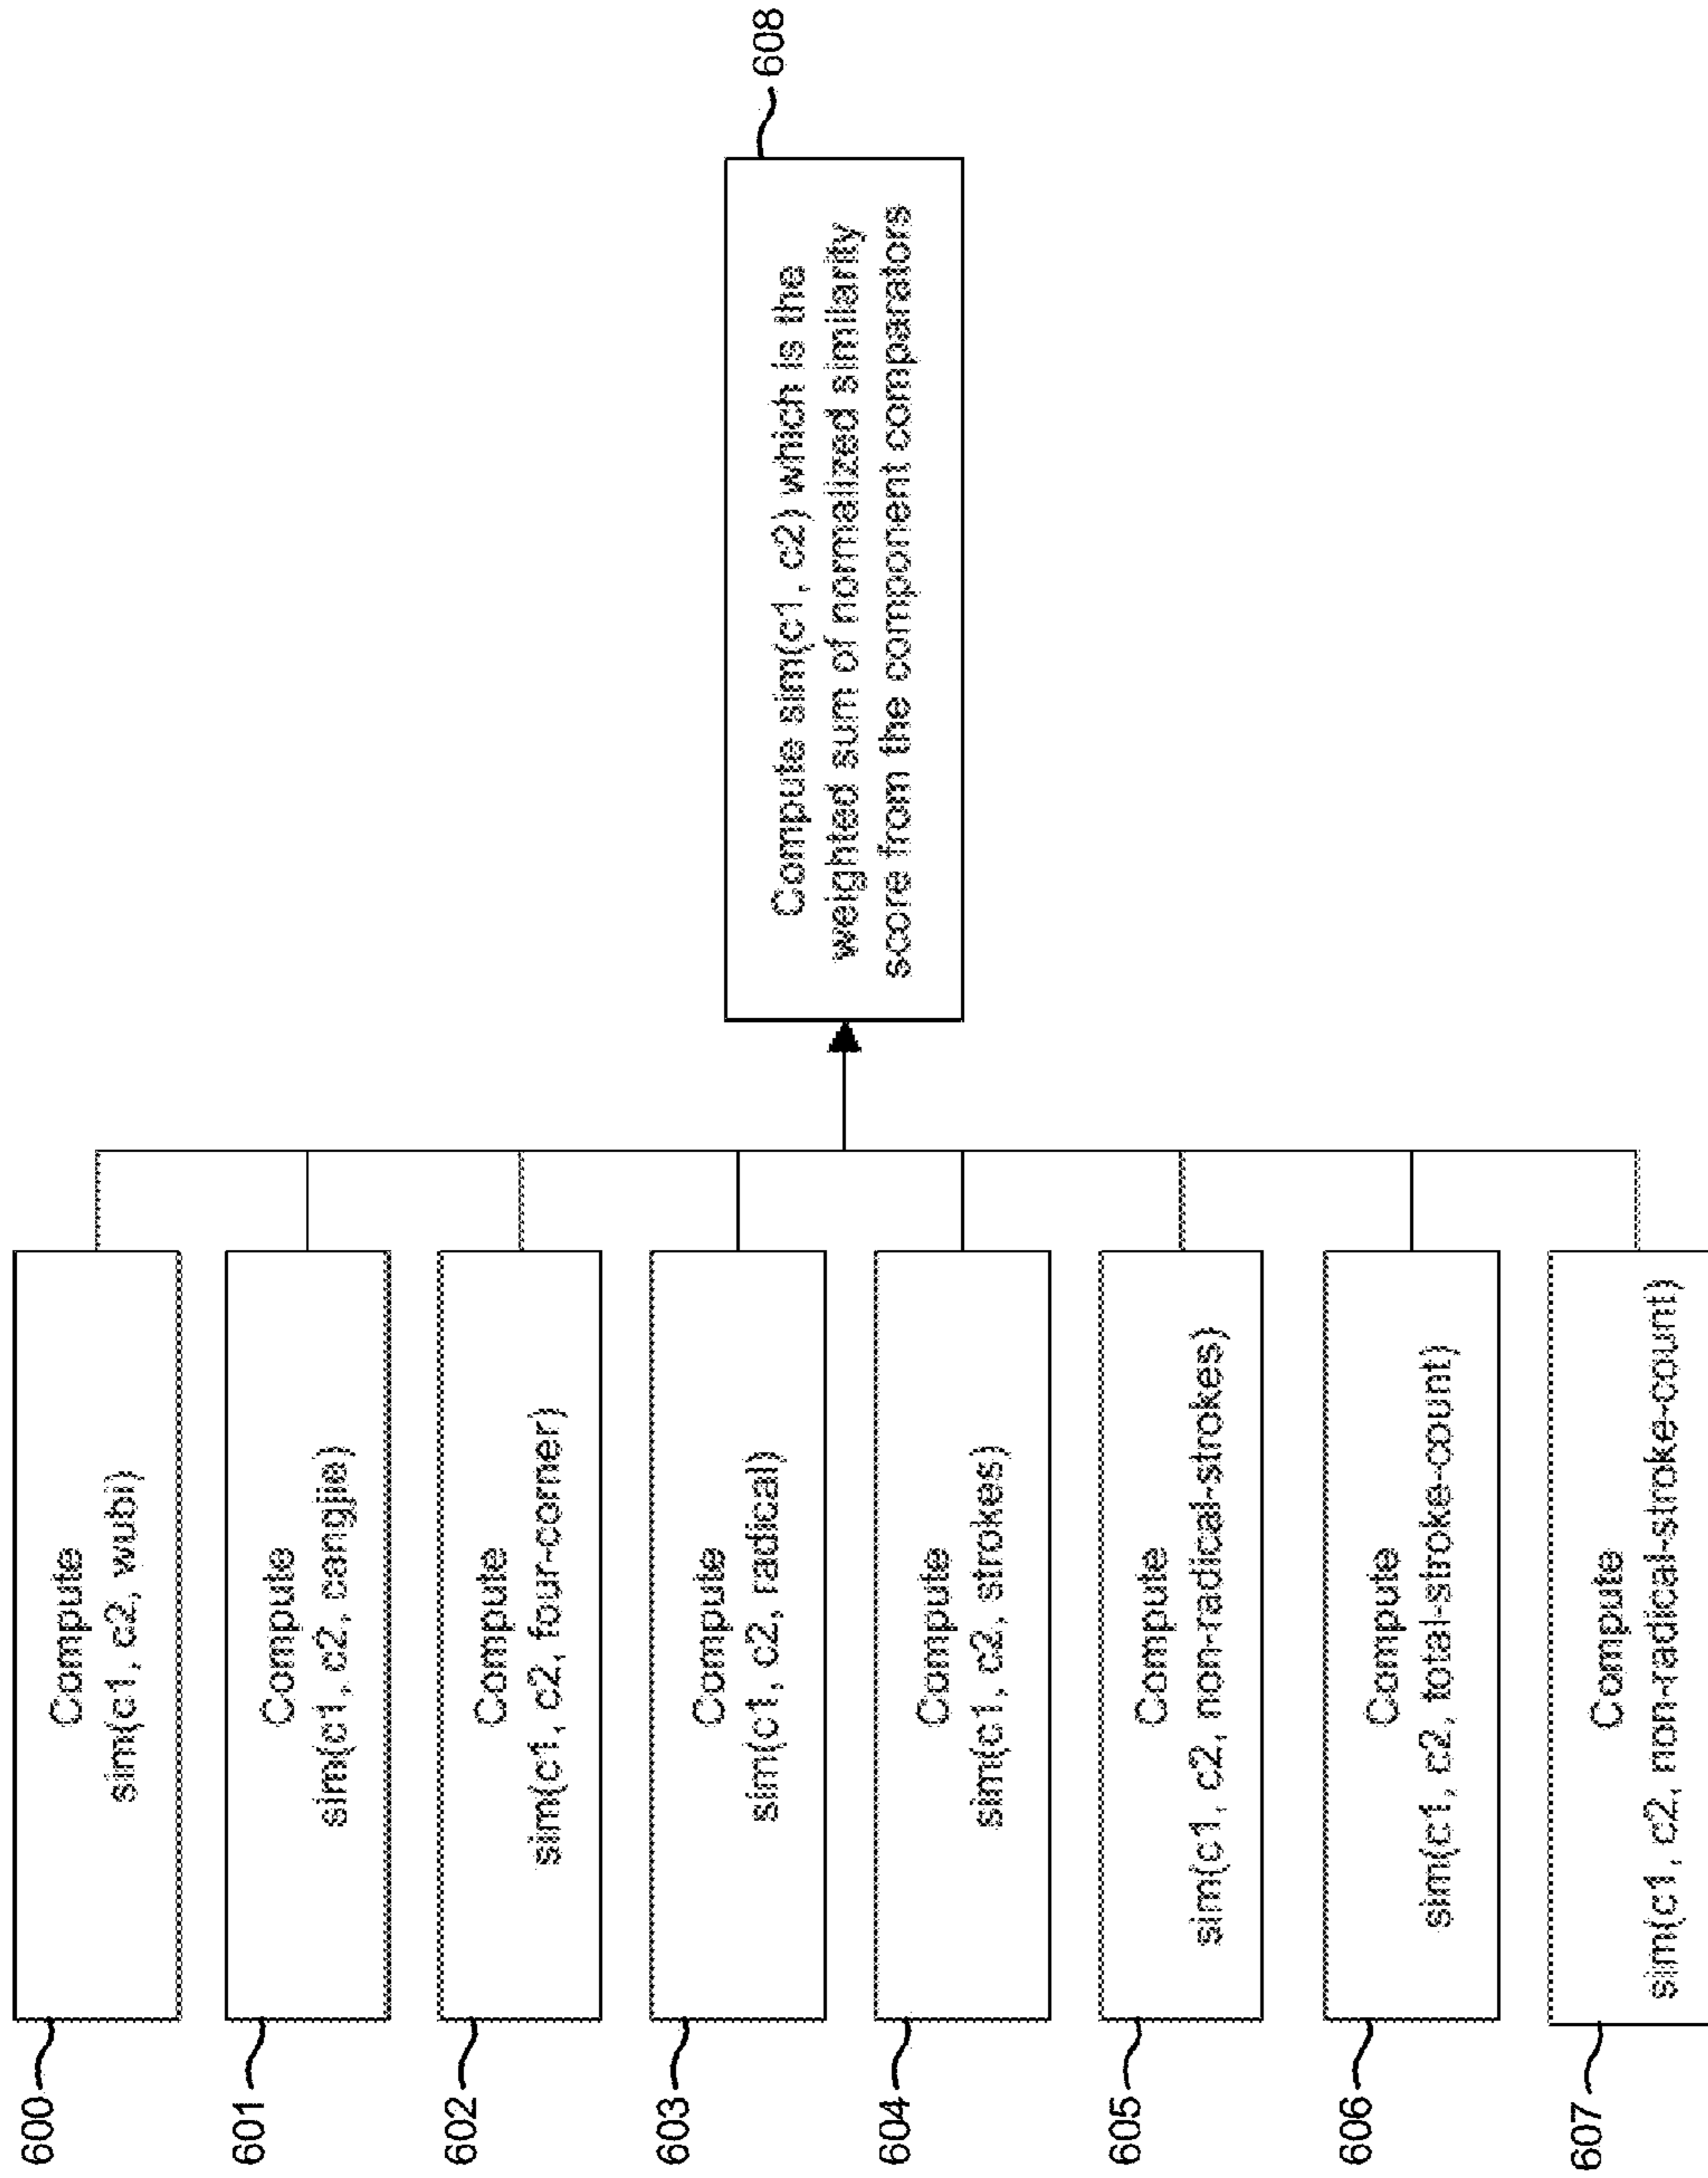 600
Compute
sim(c1, c2, wubi)
601
Compute
sim(c1, c2, cangjie)
602
Compute
sim(c1, c2, four-corner)
603
Compute
sim(c1, c2, radical)
604
Compute
sim(c1, c2, strokes)
605
Compute
sim(c1, c2, non-radical-strokes)
606
Compute
sim(c1, c2, total-stroke-count)
607
Compute
sim(c1, c2, non-radical-stroke-count)
608
Compute sim(c1, c2) which is the
weighted sum of normalized similarity
score from the component comparators